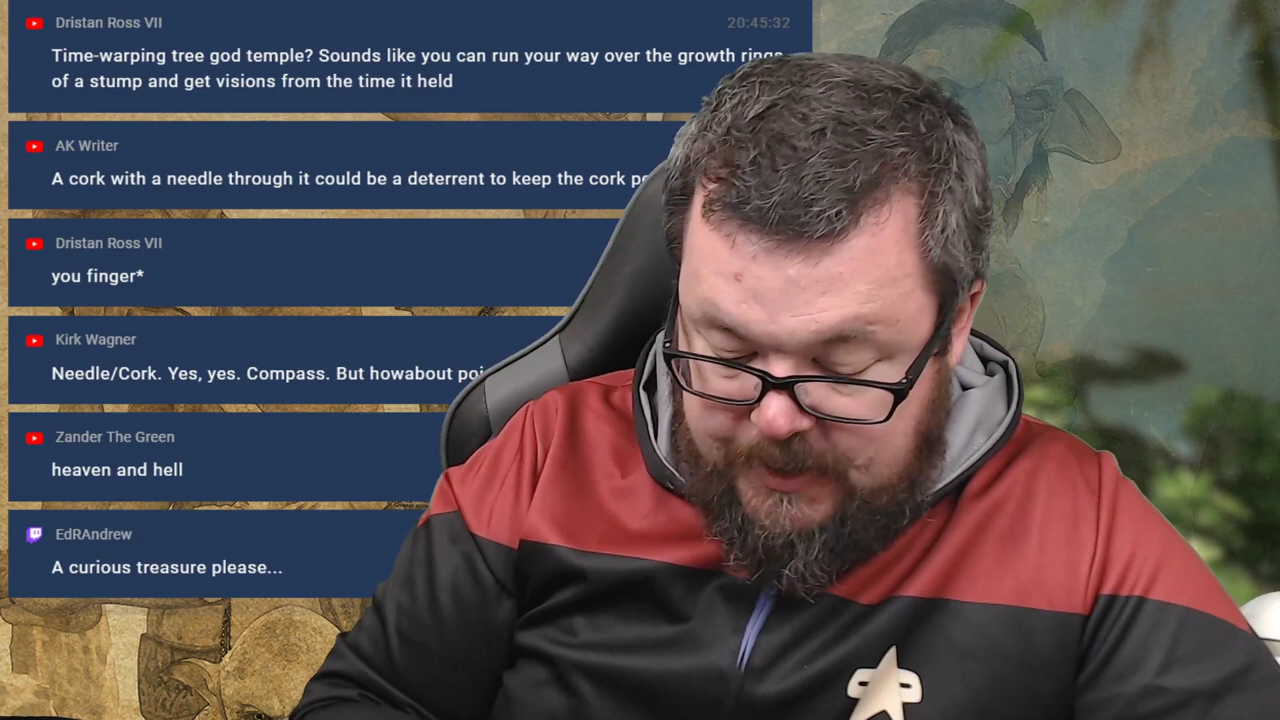 Dristan Ross VII
20:45:32
Time-warping tree god temple? Sounds like you can run your way over the growth rings
of a stump and get visions from the time it held
AK Writer
A cork with a needle through it could be a deterrent to keep the cork
Dristan Ross VII
you finger*
Kirk Wagner
Needle/Cork. Yes, yes. Compass. But howabout
Zander The Green
heaven and hell
EdRAndrew
A curious treasure please...